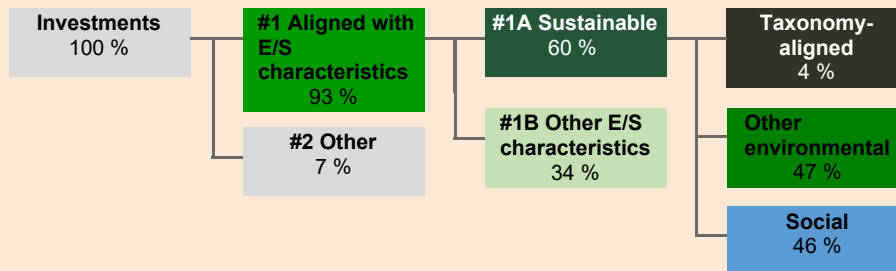 Investments
100 %
#1 Aligned with
E/S
characteristics
93 %
#2 Other
7 %
#1A Sustainable
60 %
#1B Other E/S
characteristics
34 %
Taxonomy-
aligned
4 %
Other
environmental
47 %
Social
46 %